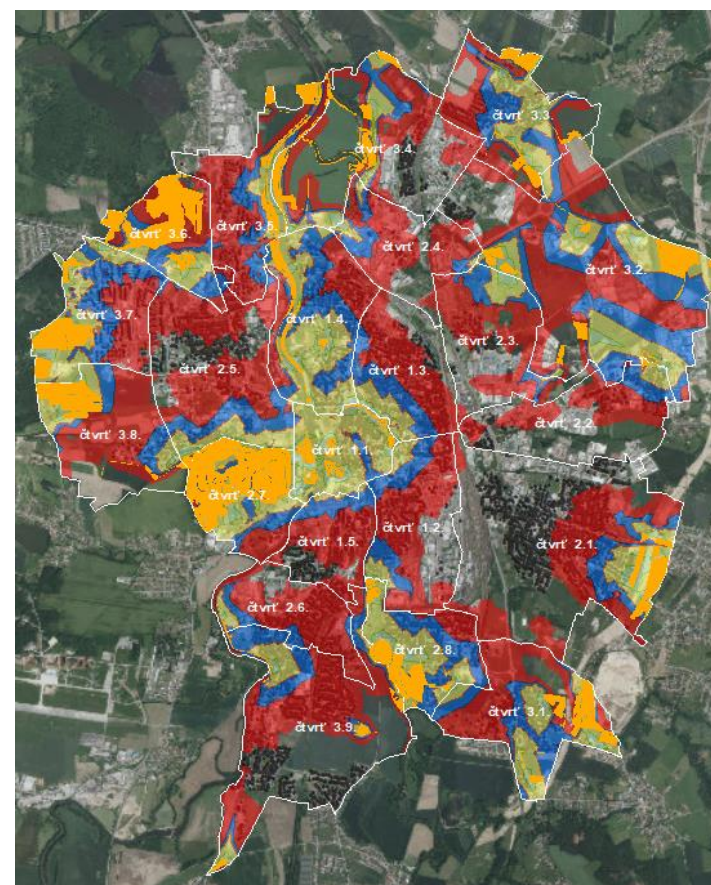 čtvrť 3.3.
čtvrť 3.4.
čtvrť 3.5.
čtvrť 3.6.
čtvrť 2.4.
čtvrť 3.2.
čtvrť 3.7.
čtvrť 1.4.
čtvrť 2.3.
čtvrť 2.5.
čtvrť 1.3.
čtvrť 2.2.
čtvrť 3.8.
čtvrť 1.1.
čtvrť 2.7.
čtvrť 1.2.
čtvrť 1.5.
čtvrť 2.1.
čtvrť 2.6.
čtvrť 2.8.
čtvrť 3.1.
čtvrť 3.9.